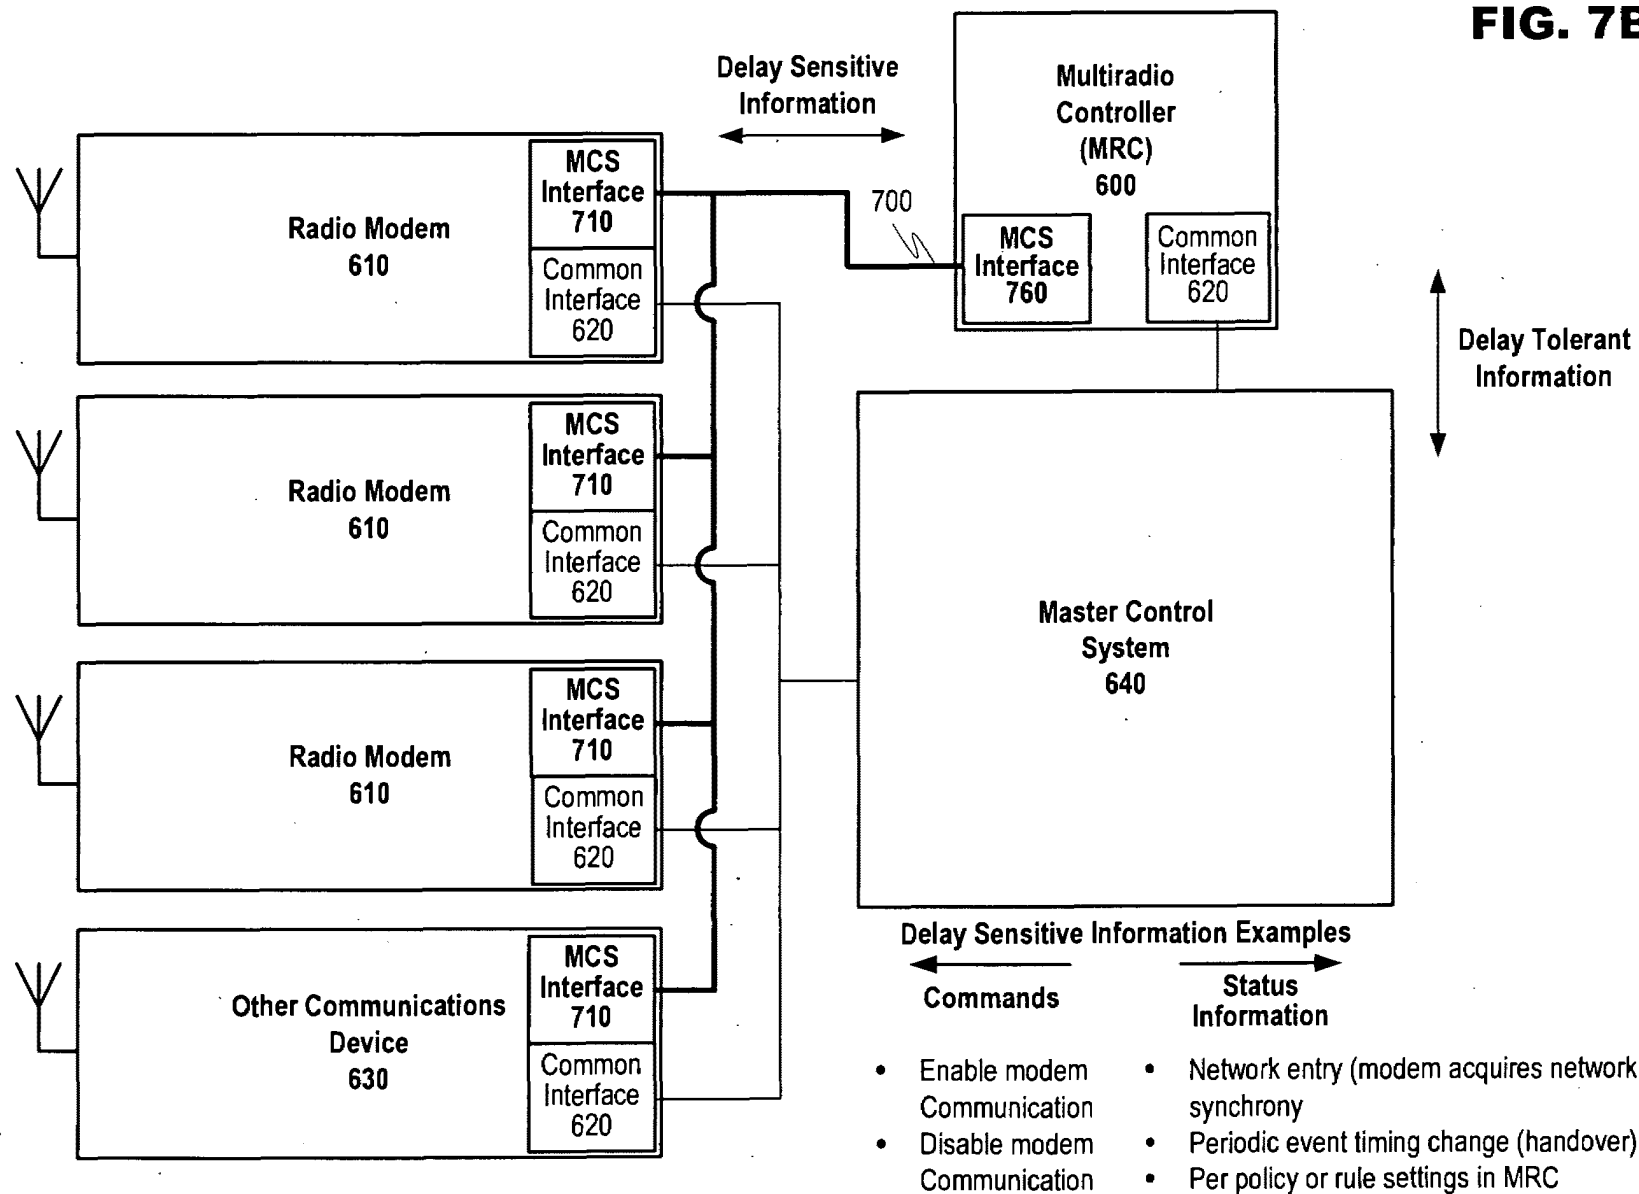 FIG. 7B
Delay Sensitive
Information
Multiradio
Controller
(MRC)
600
700
MCS
Interface
760
Common
Interface
620
Delay Tolerant
Information
Radio Modem
610
MCS
Interface
710
Common
Interface
620
Radio Modem
610
MCS
Interface
710
Common
Interface
620
Radio Modem
610
MCS
Interface
710
Common
Interface
620
Other Communications
Device
630
MCS
Interface
710
Common
Interface
620
Master Control
System
640
Delay Sensitive Information Examples
Commands
Status
Information
• Enable modem
Communication
• Disable modem
Communication
• Network entry (modem acquires network
synchrony
• Periodic event timing change (handover)
• Per policy or rule settings in MRC